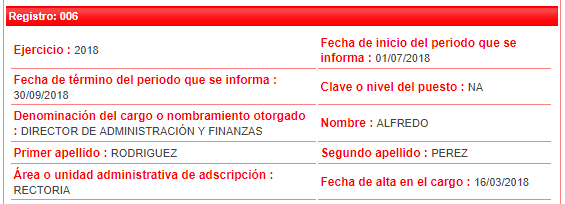 Registro: 006
Ejercicio : 2018
Fecha de inicio del periodo que se
informa : 01/07/2018
Fecha de término del periodo que se informa :
30/09/2018
Clave o nivel del puesto : NA
Denominación del cargo o nombramiento otorgado
: DIRECTOR DE ADMINISTRACIÓN Y FINANZAS
Nombre : ALFREDO
Primer apellido : RODRIGUEZ
Segundo apellido : PEREZ
Área o unidad administrativa de adscripción :
RECTORIA
Fecha de alta en el cargo : 16/03/2018